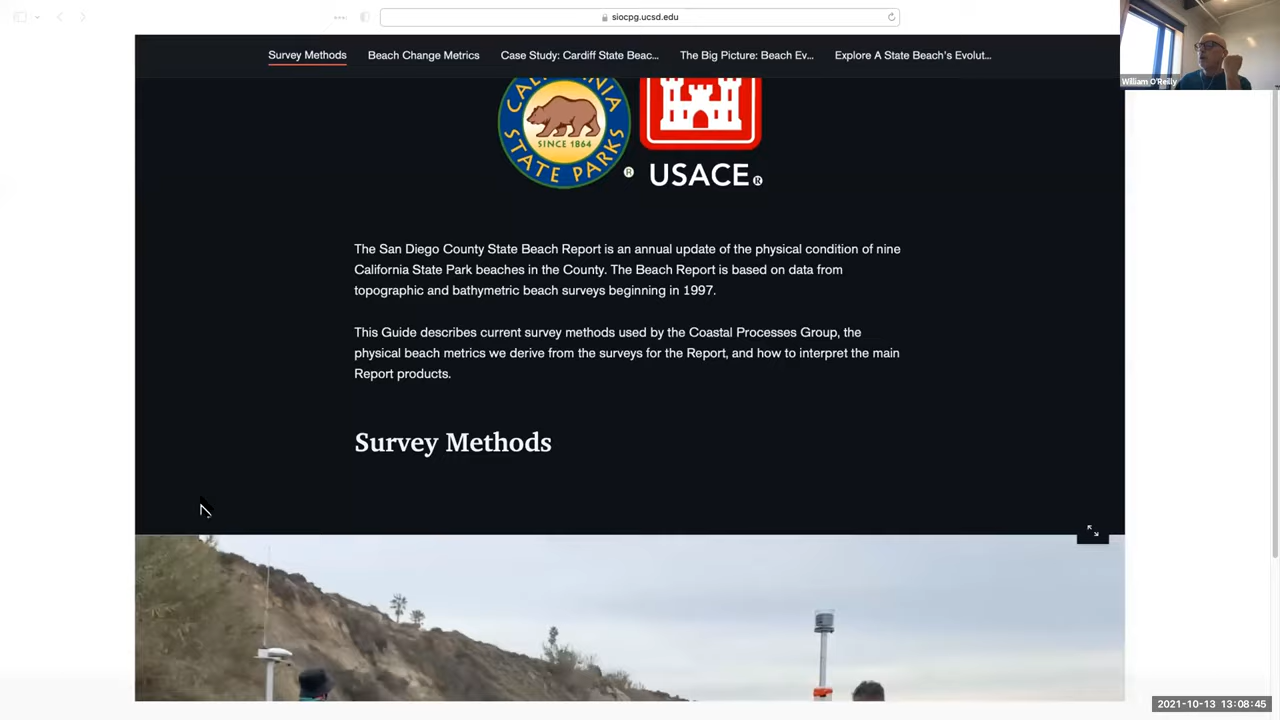 siocpg.ucsd.edu
Survey Methods
Beach Change Metrics
Case Study: Cardiff State Beac...
The Big Picture: Beach Ev...
Explore A State Beach's Evolut...
William O'Reilly
CALIFORNIA
SINCE 1864
STATE PARKS
®
USACE®
The San Diego County State Beach Report is an annual update of the physical condition of nine
California State Park beaches in the County. The Beach Report is based on data from
topographic and bathymetric beach surveys beginning in 1997.
This Guide describes current survey methods used by the Coastal Processes Group, the
physical beach metrics we derive from the surveys for the Report, and how to interpret the main
Report products.
Survey Methods
2021-10-13 13:08:45